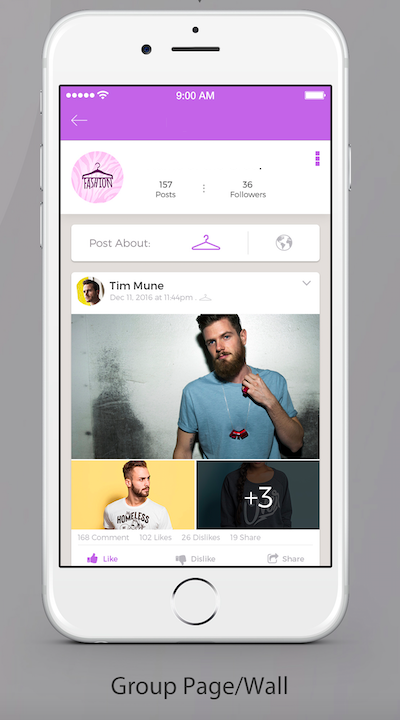 9:00 AM
FASHION
157
36
Posts
Followers
Post About:
Tim Mune
Dec 11, 2016 at 11:44pm .
HOMELESS
+3
168 Comment 102 Likes 26 Dislikes 19 Share
Like Dislike Share
Group Page/Wall